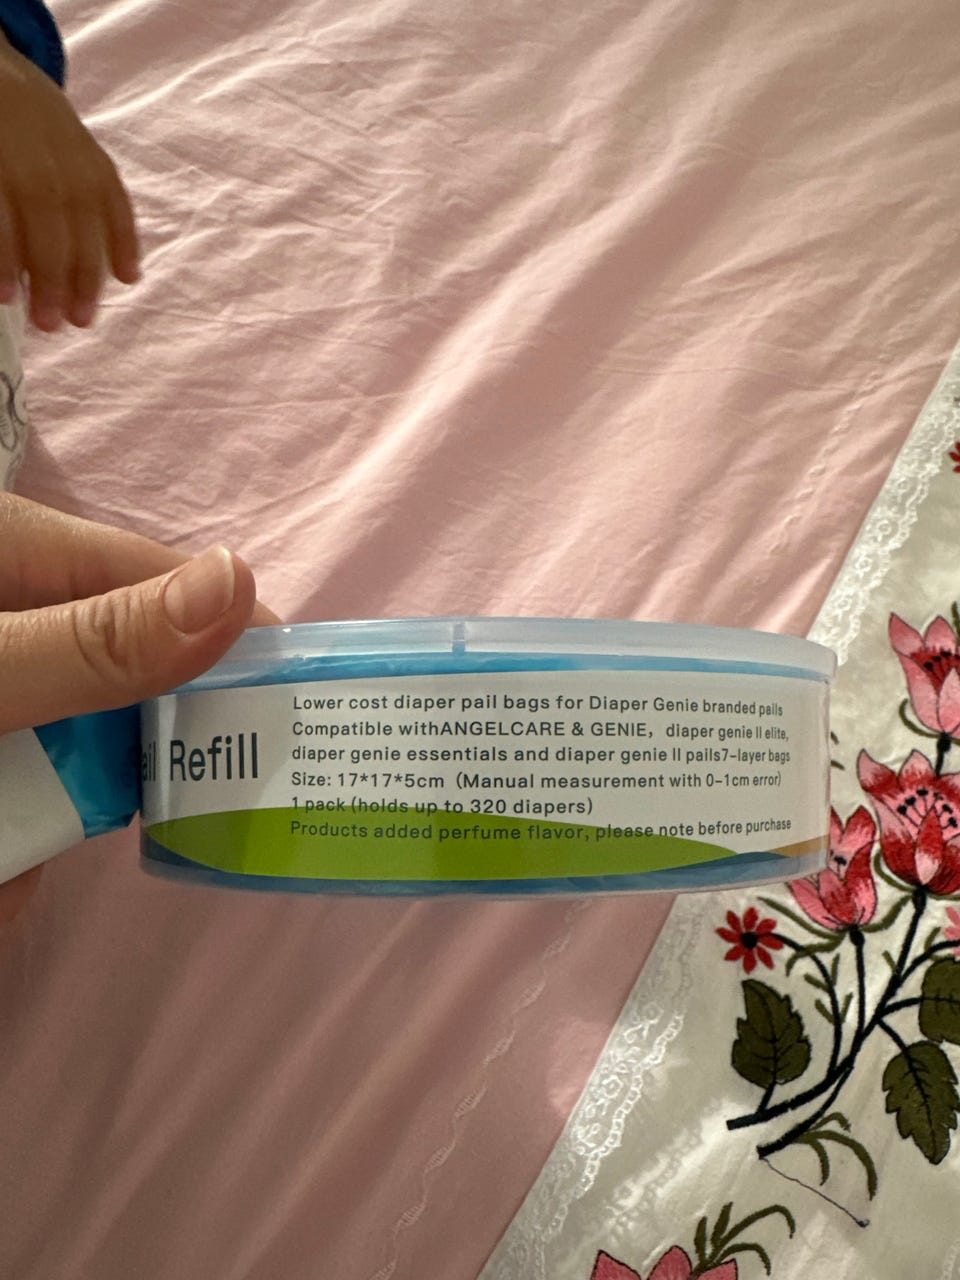 Pail Refill
Lower cost diaper pail bags for Diaper Genie branded pails
Compatible withANGELCARE & GENIE, diaper genie II elite,
diaper genie essentials and diaper genie II pails7-layer bags
Size: 17*17*5cm (Manual measurement with 0-1cm error)
1 pack (holds up to 320 diapers)
Products added perfume flavor, please note before purchase